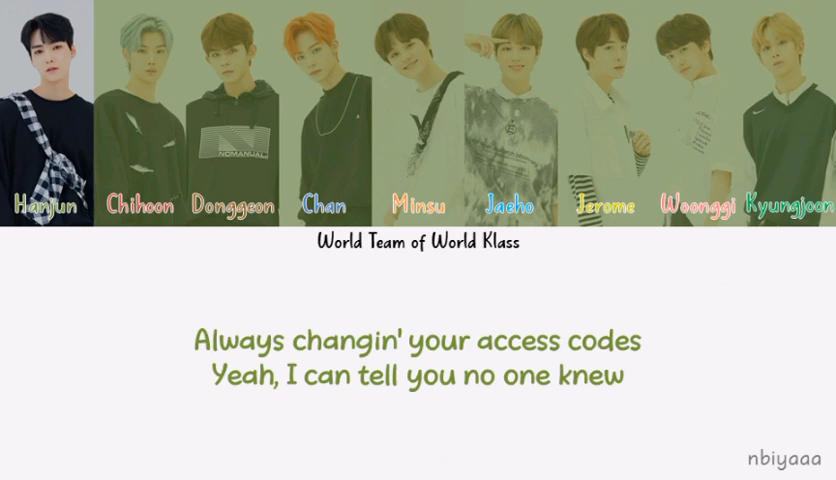 NOMANUAL
Hanjun Chihoon Donggeon Chan Minsu Jaeho Jerome Woonggi Kyungjoon
World Team of World Klass
Always changin' your access codes
Yeah, I can tell you no one knew
nbiyaaa